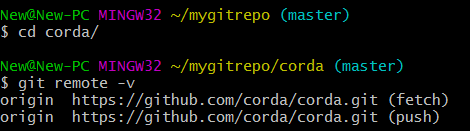 New@New-PC MINGW32 ~/mygitrepo (master)
$ cd corda/
New@New-PC MINGW32 ~/mygitrepo/corda (master)
$ git remote -v
origin  https://github.com/corda/corda.git (fetch)
origin  https://github.com/corda/corda.git (push)